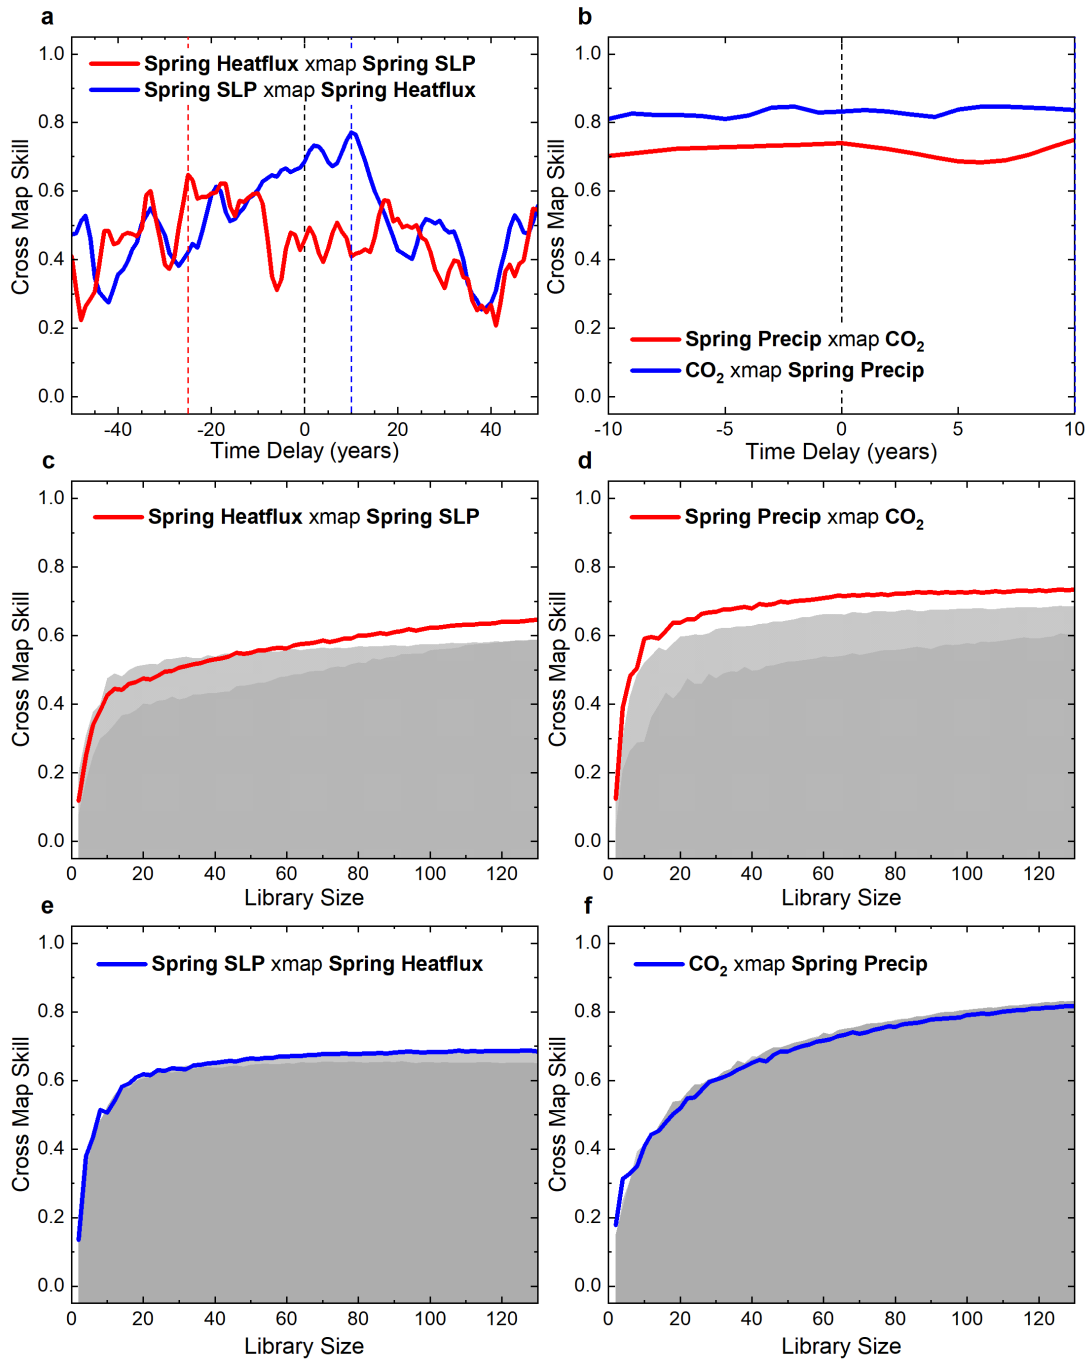 a
Spring Heatflux xmap Spring SLP
Spring SLP xmap Spring Heatflux
1.0
0.8
0.6
0.4
0.2
0.0
Cross Map Skill
-40 -20 0 20 40
Time Delay (years)
b
1.0
0.8
0.6
0.4
0.2
0.0
Cross Map Skill
Spring Precip xmap CO₂
CO₂ xmap Spring Precip
-10 -5 0 5 10
Time Delay (years)
c
Spring Heatflux xmap Spring SLP
1.0
0.8
0.6
0.4
0.2
0.0
Cross Map Skill
0 20 40 60 80 100 120
Library Size
d
Spring Precip xmap CO₂
1.0
0.8
0.6
0.4
0.2
0.0
Cross Map Skill
0 20 40 60 80 100 120
Library Size
e
Spring SLP xmap Spring Heatflux
1.0
0.8
0.6
0.4
0.2
0.0
Cross Map Skill
0 20 40 60 80 100 120
Library Size
f
CO₂ xmap Spring Precip
1.0
0.8
0.6
0.4
0.2
0.0
Cross Map Skill
0 20 40 60 80 100 120
Library Size